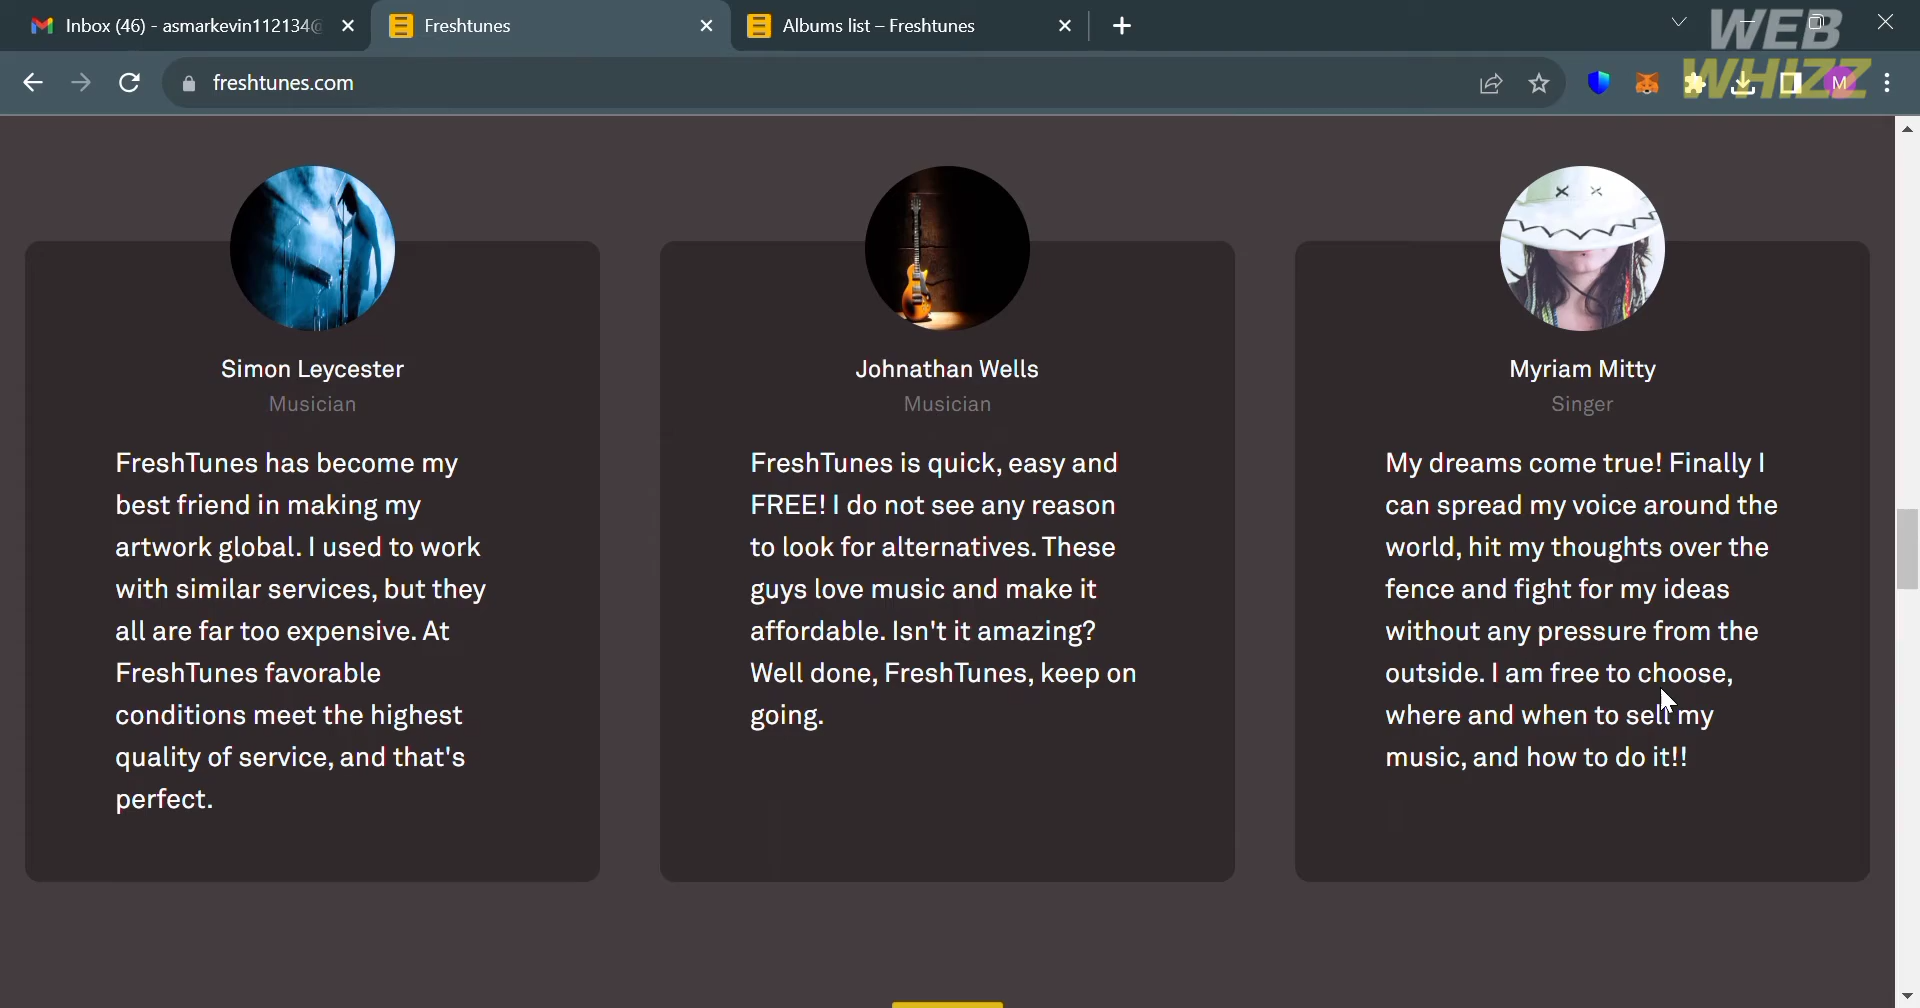 Inbox (46) - asmarkevin112134@
Freshtunes
Albums list – Freshtunes
WEB
WHIZZ
freshtunes.com
M
Simon Leycester
Musician
FreshTunes has become my
best friend in making my
artwork global. I used to work
with similar services, but they
all are far too expensive. At
FreshTunes favorable
conditions meet the highest
quality of service, and that's
perfect.
Johnathan Wells
Musician
FreshTunes is quick, easy and
FREE! I do not see any reason
to look for alternatives. These
guys love music and make it
affordable. Isn't it amazing?
Well done, FreshTunes, keep on
going.
Myriam Mitty
Singer
My dreams come true! Finally I
can spread my voice around the
world, hit my thoughts over the
fence and fight for my ideas
without any pressure from the
outside. I am free to choose,
where and when to sell my
music, and how to do it!!